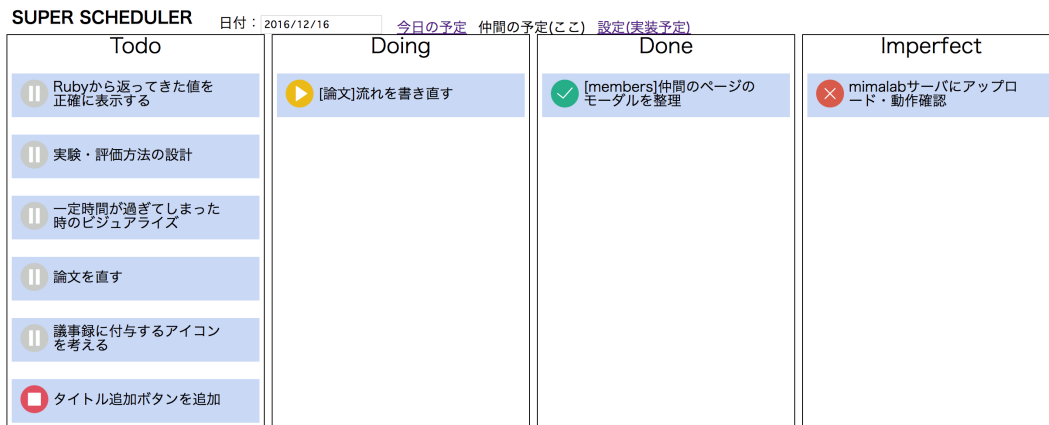 SUPER SCHEDULER
日付：2016/12/16
今日の予定 仲間の予定(ここ) 設定(実装予定)
Todo
Rubyから返ってきた値を
正確に表示する
実験・評価方法の設計
一定時間が過ぎてしまった
時のビジュアライズ
論文を直す
議事録に付与するアイコン
を考える
タイトル追加ボタンを追加
Doing
[論文]流れを書き直す
Done
[members]仲間のページの
モーダルを整理
Imperfect
mimalabサーバにアップロ
ード・動作確認